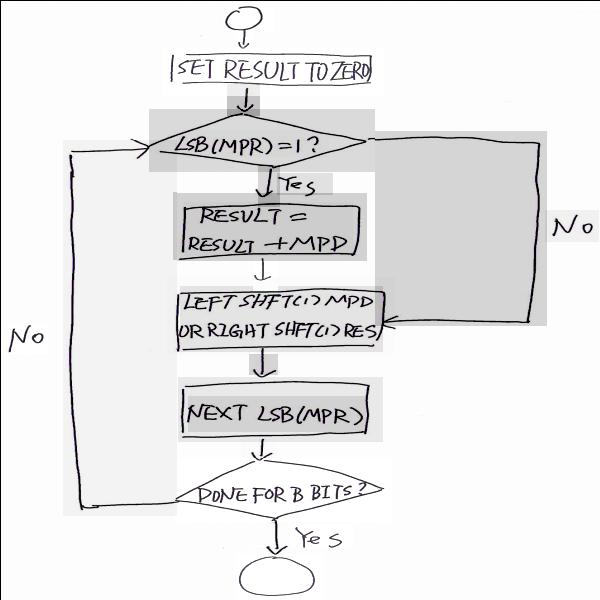 SET RESULT TO ZERO
LSB(MPR)=1?
Yes
RESULT =
RESULT +MPD
No
LEFT SHFT(1) MPD
OR RIGHT SHFT(1) RES
No
NEXT LSB(MPR)
DONE FOR B BITS?
Yes